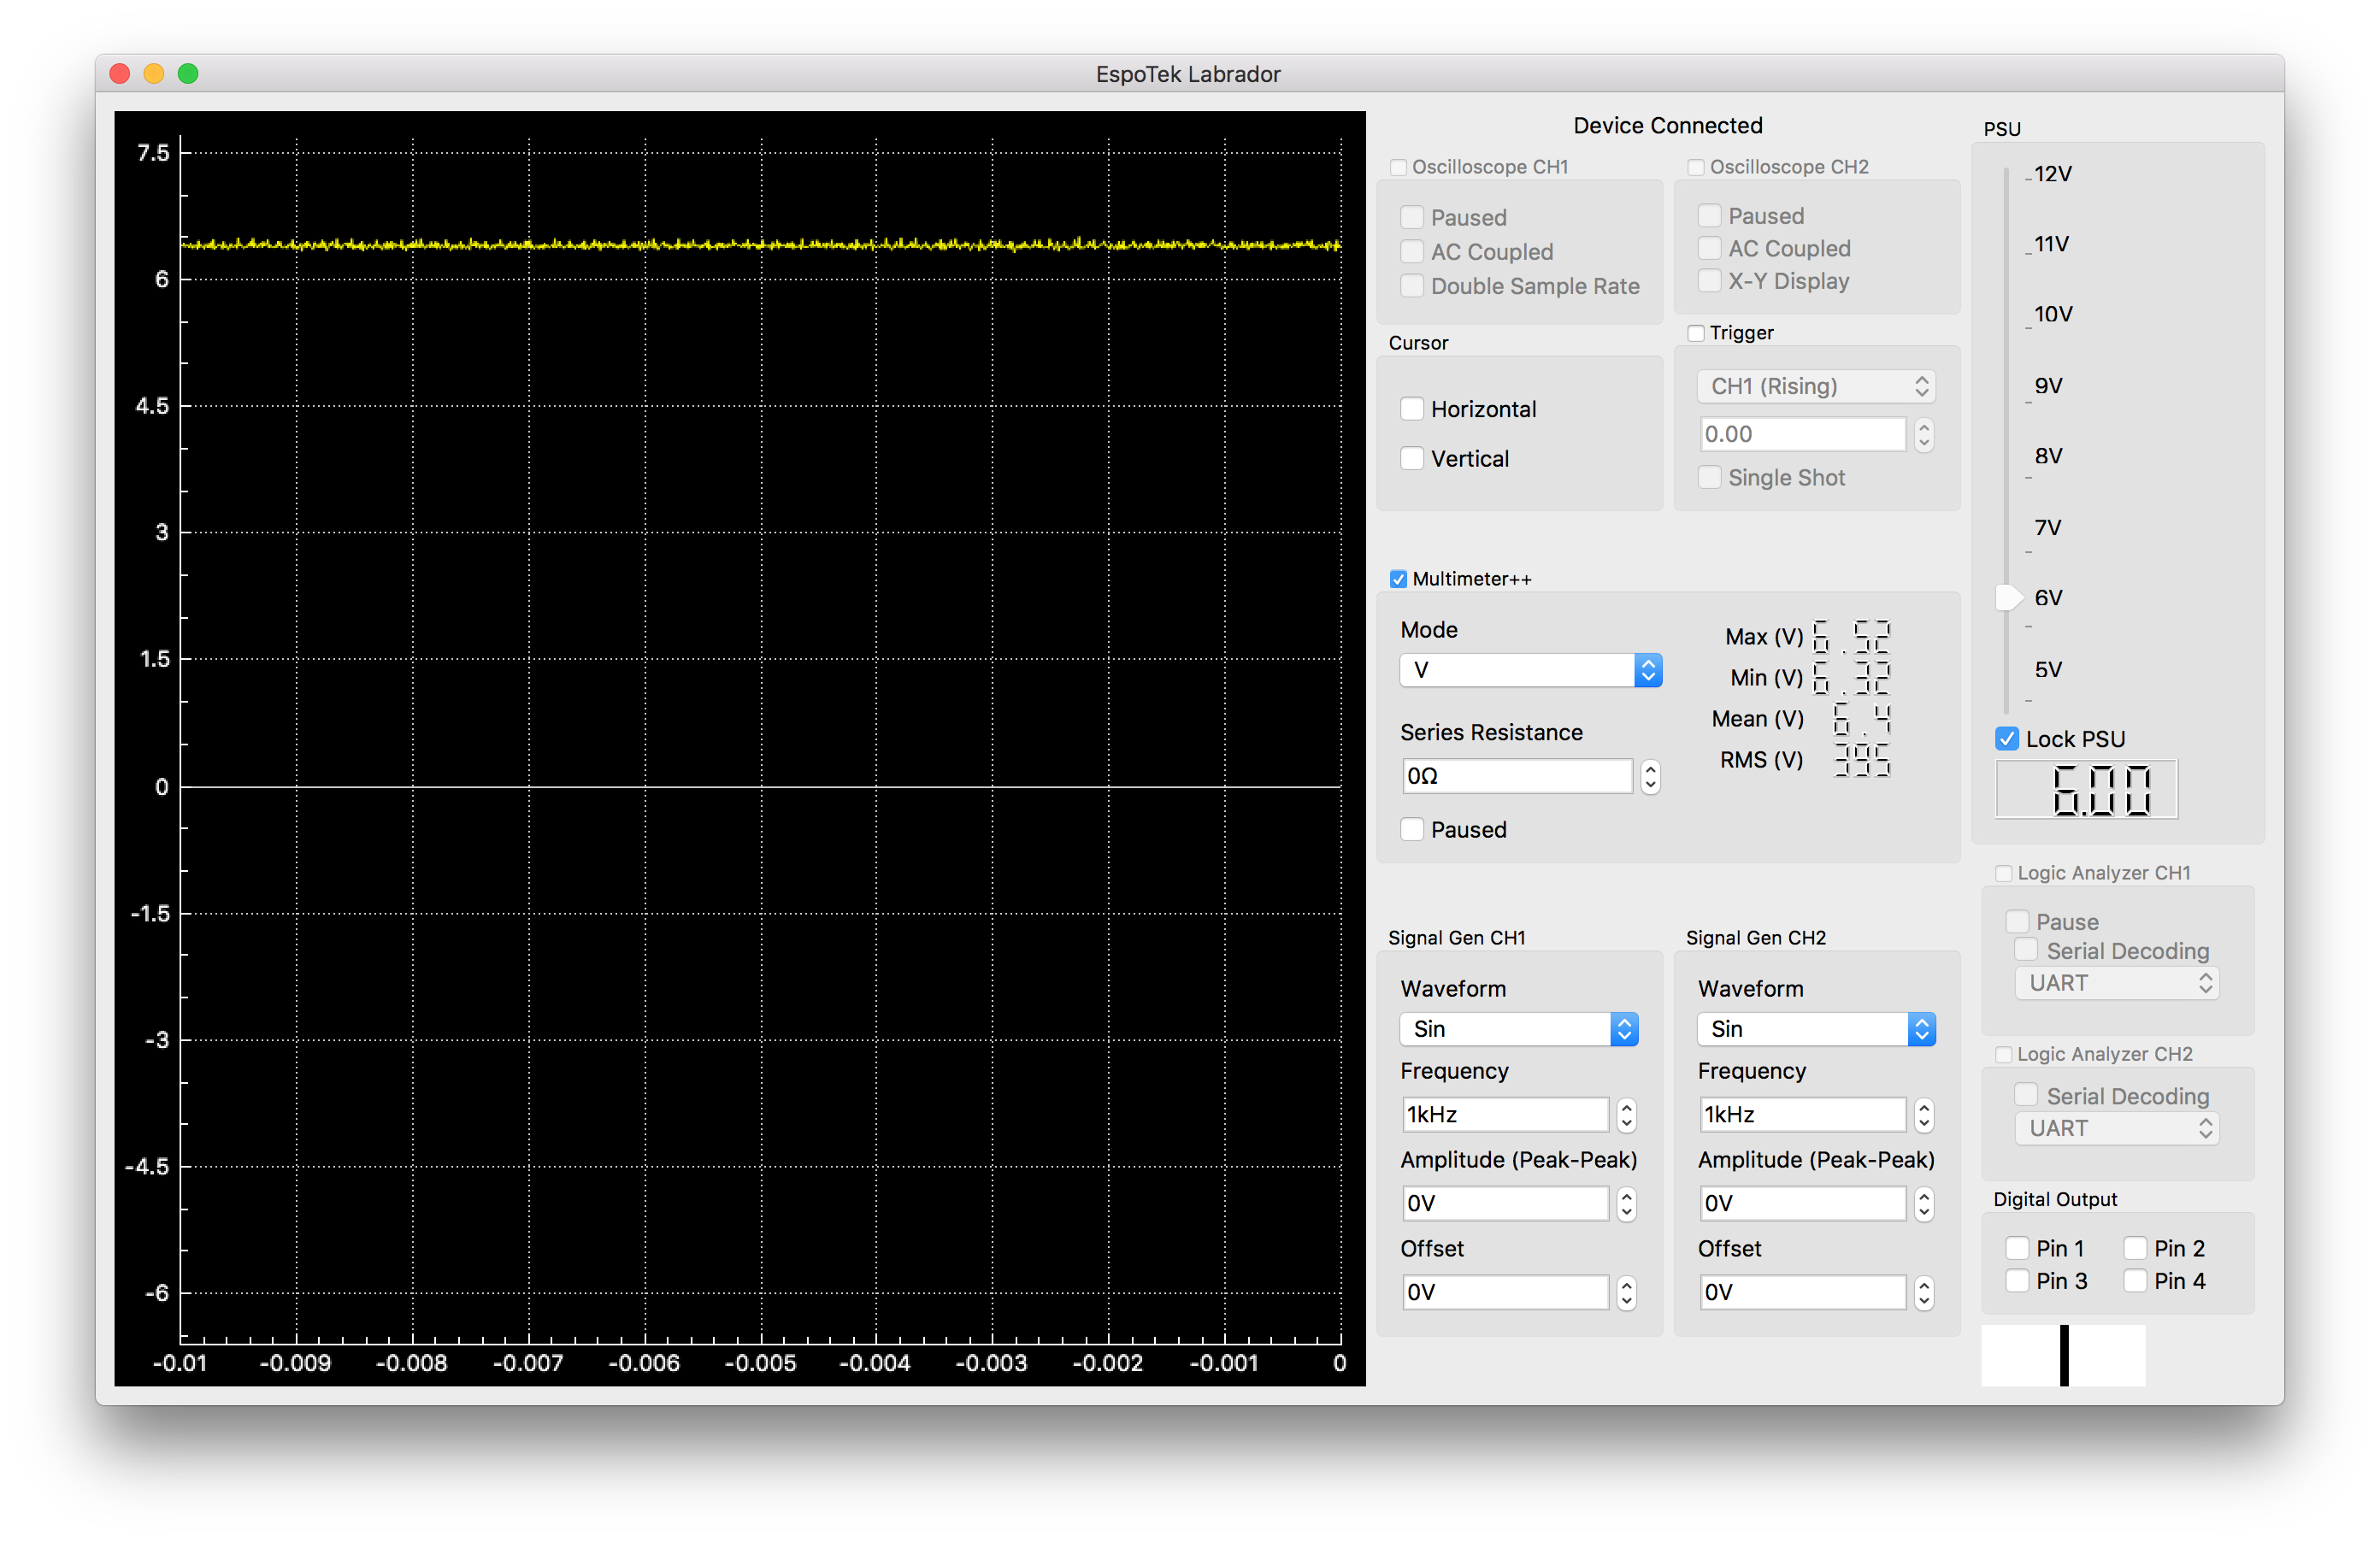 EspoTek Labrador
7.5
6
4.5
3
1.5
0
-1.5
-3
-4.5
-6
-0.01 -0.009 -0.008 -0.007 -0.006 -0.005 -0.004 -0.003 -0.002 -0.001 0
Device Connected
Oscilloscope CH1
Paused
AC Coupled
Double Sample Rate
Oscilloscope CH2
Paused
AC Coupled
X-Y Display
Cursor
Horizontal
Vertical
Trigger
CH1 (Rising)
0.00
Single Shot
Multimeter++
Mode
V
Series Resistance
0Ω
Paused
Max (V) 6.52
Min (V) 6.32
Mean (V) 6.4
RMS (V) 395
Signal Gen CH1
Waveform
Sin
Frequency
1kHz
Amplitude (Peak-Peak)
0V
Offset
0V
Signal Gen CH2
Waveform
Sin
Frequency
1kHz
Amplitude (Peak-Peak)
0V
Offset
0V
PSU
12V
11V
10V
9V
8V
7V
6V
5V
Lock PSU
6.00
Logic Analyzer CH1
Pause
Serial Decoding
UART
Logic Analyzer CH2
Serial Decoding
UART
Digital Output
Pin 1 Pin 2
Pin 3 Pin 4